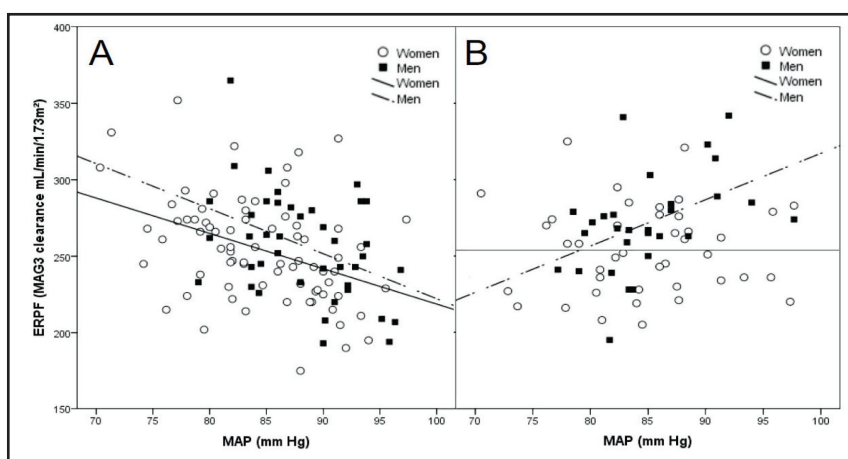 A
B
Women
Men
Women
Men
Women
Men
Women
Men
ERPF (MAG3 clearance mL/min/1.73m²)
400
350
300
250
200
150
70
75
80
85
90
95
100
70
75
80
85
90
95
100
MAP (mm Hg)
MAP (mm Hg)